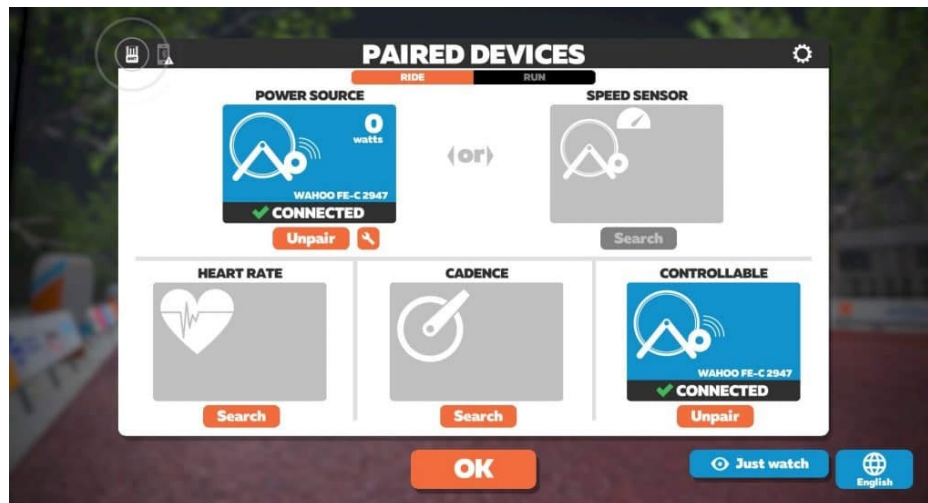 ANT
PAIRED DEVICES
RIDE
RUN
POWER SOURCE
0
watts
WAHOO FE-C 2947
CONNECTED
Unpair
(or)
SPEED SENSOR
Search
HEART RATE
Search
CADENCE
Search
CONTROLLABLE
WAHOO FE-C 2947
CONNECTED
Unpair
OK
Just watch
English